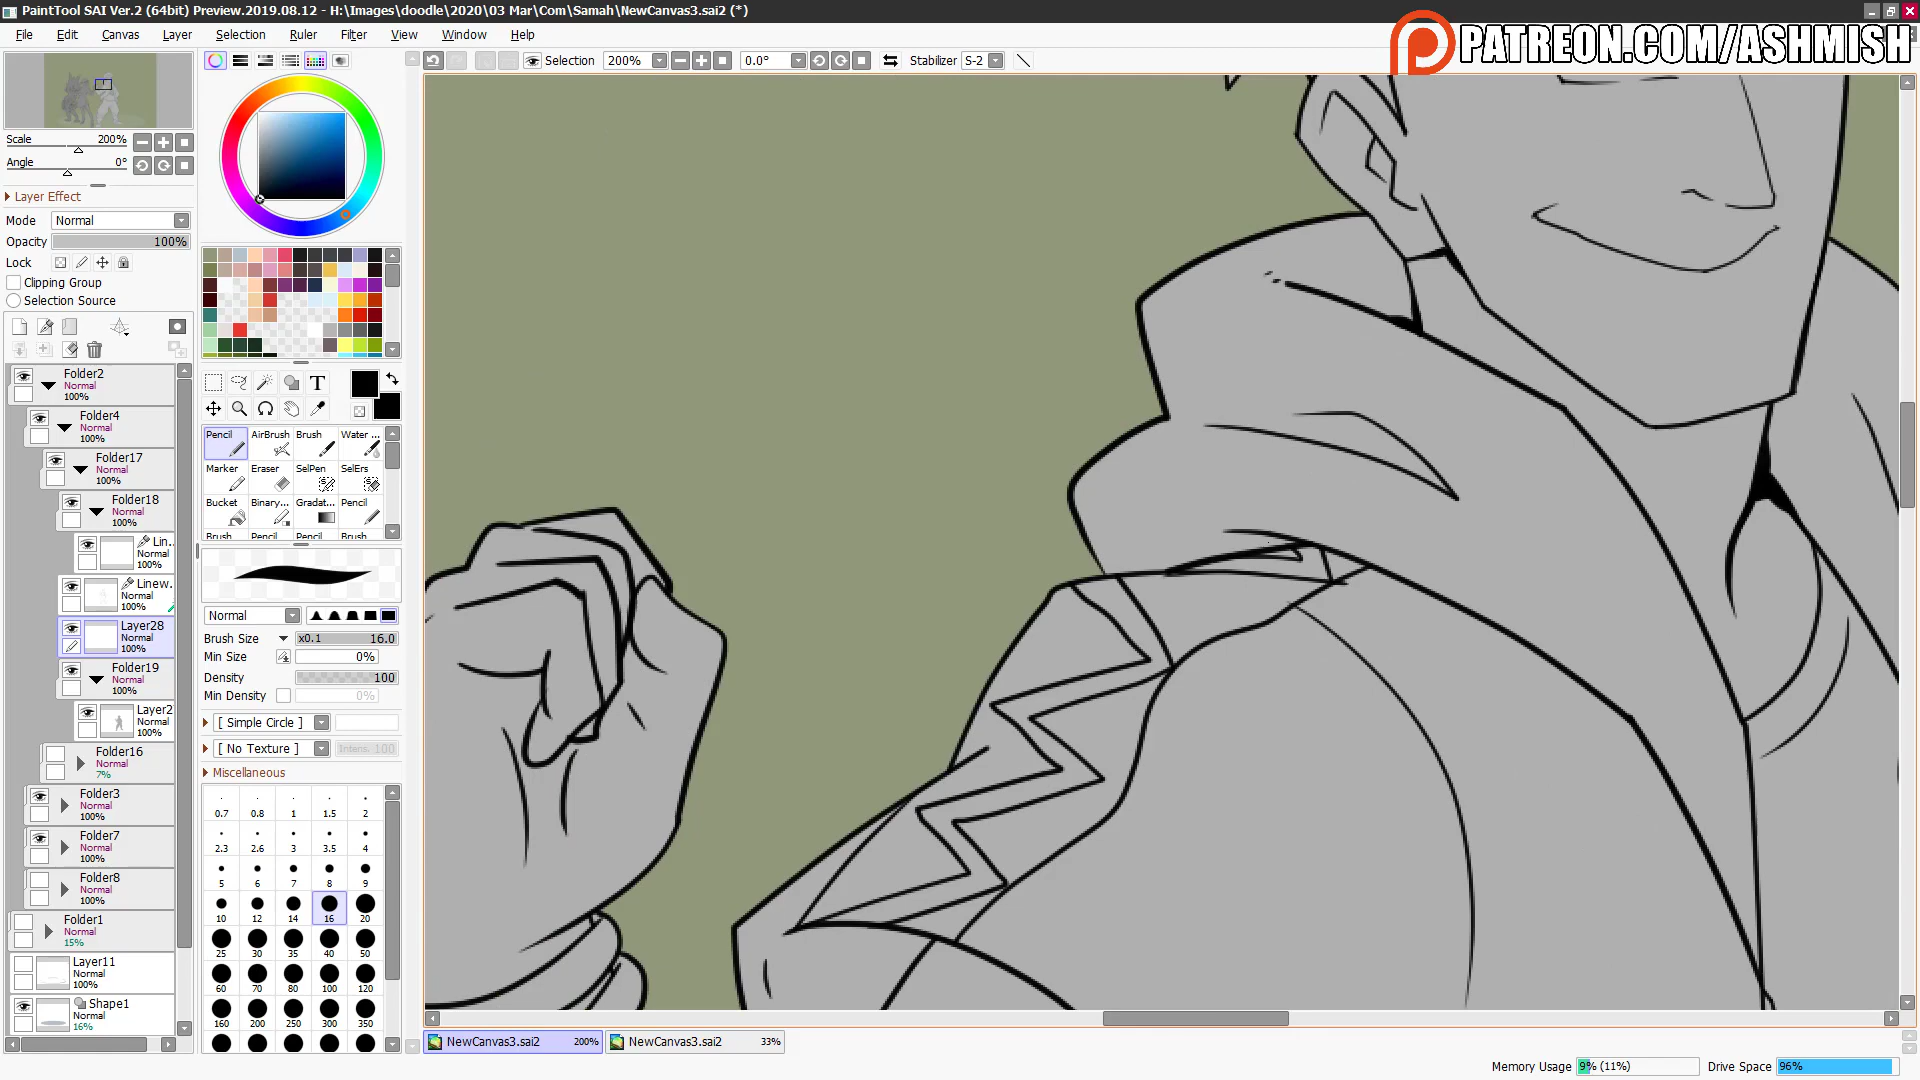 PaintTool SAI Ver.2 (64bit) Preview.2019.08.12 - H:\Images\doodle\2020\03 Mar\Com\Samah\NewCanvas3.sai2 (*)
PATREON.COM/ASHMISH
File Edit Canvas Layer Selection Ruler Filter View Window Help
Selection 200% 0.0° Stabilizer S-2
Scale 200%
Angle 0°
Layer Effect
Mode Normal
Opacity 100%
Lock
Clipping Group
Selection Source
Folder2
Normal
100%
Folder4
Normal
100%
Folder17
Normal
100%
Folder18
Normal
100%
Lin...
Normal
100%
Linew...
Normal
100%
Layer28
Normal
100%
Folder19
Normal
100%
Layer2
Normal
100%
Folder16
Normal
7%
Folder3
Normal
100%
Folder7
Normal
100%
Folder8
Normal
100%
Folder1
Normal
15%
Layer11
Normal
100%
Shape1
Normal
16%
T
Pencil AirBrush Brush Water ...
Marker Eraser SelPen SelErs
Bucket Binary... Gradat... Pencil
Brush Pencil Pencil Brush
Normal
Brush Size x0.1 16.0
Min Size 0%
Density 100
Min Density 0%
[ Simple Circle ]
[ No Texture ] Intens. 100
Miscellaneous
0.7 0.8 1 1.5 2
2.3 2.6 3 3.5 4
5 6 7 8 9
10 12 14 16 20
25 30 35 40 50
60 70 80 100 120
160 200 250 300 350
NewCanvas3.sai2 200% NewCanvas3.sai2 33%
Memory Usage 9% (11%) Drive Space 96%